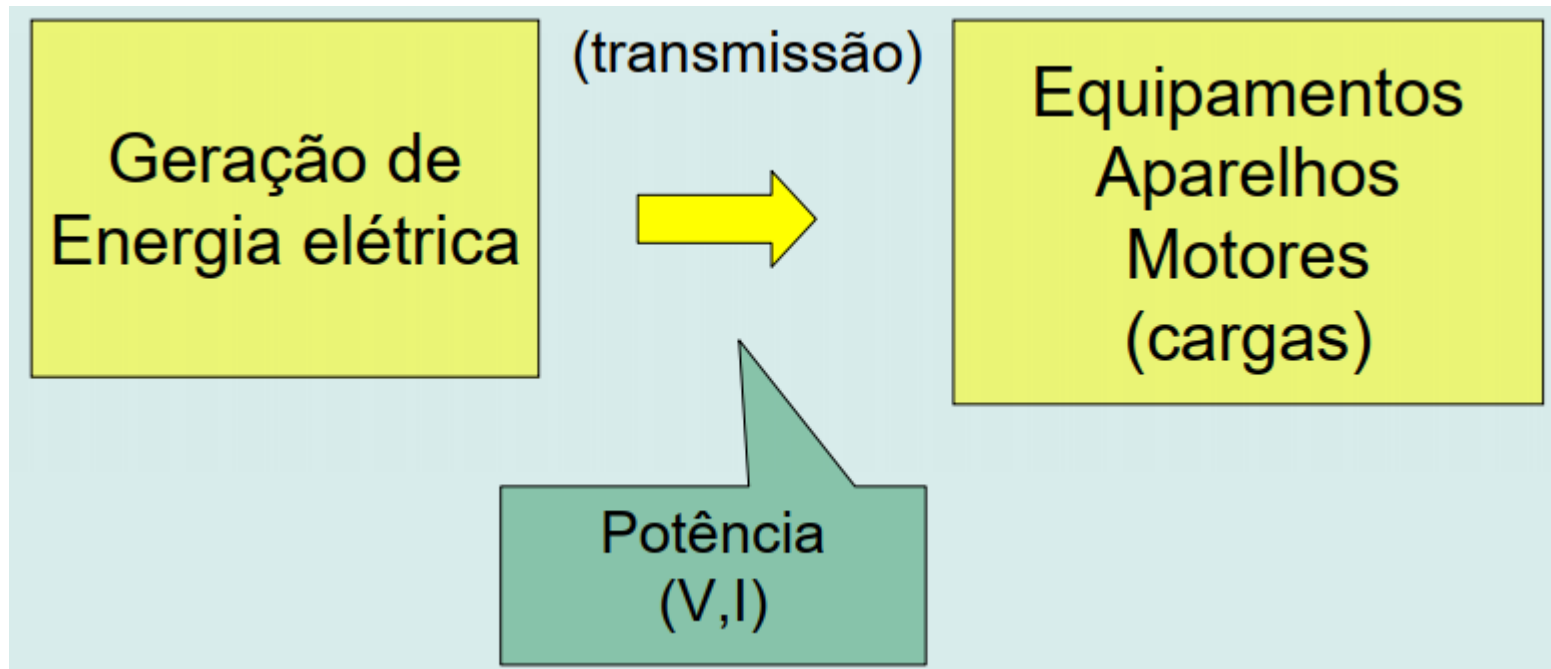 Geração de
Energia elétrica
(transmissão)
Equipamentos
Aparelhos
Motores
(cargas)
Potência
(V,I)